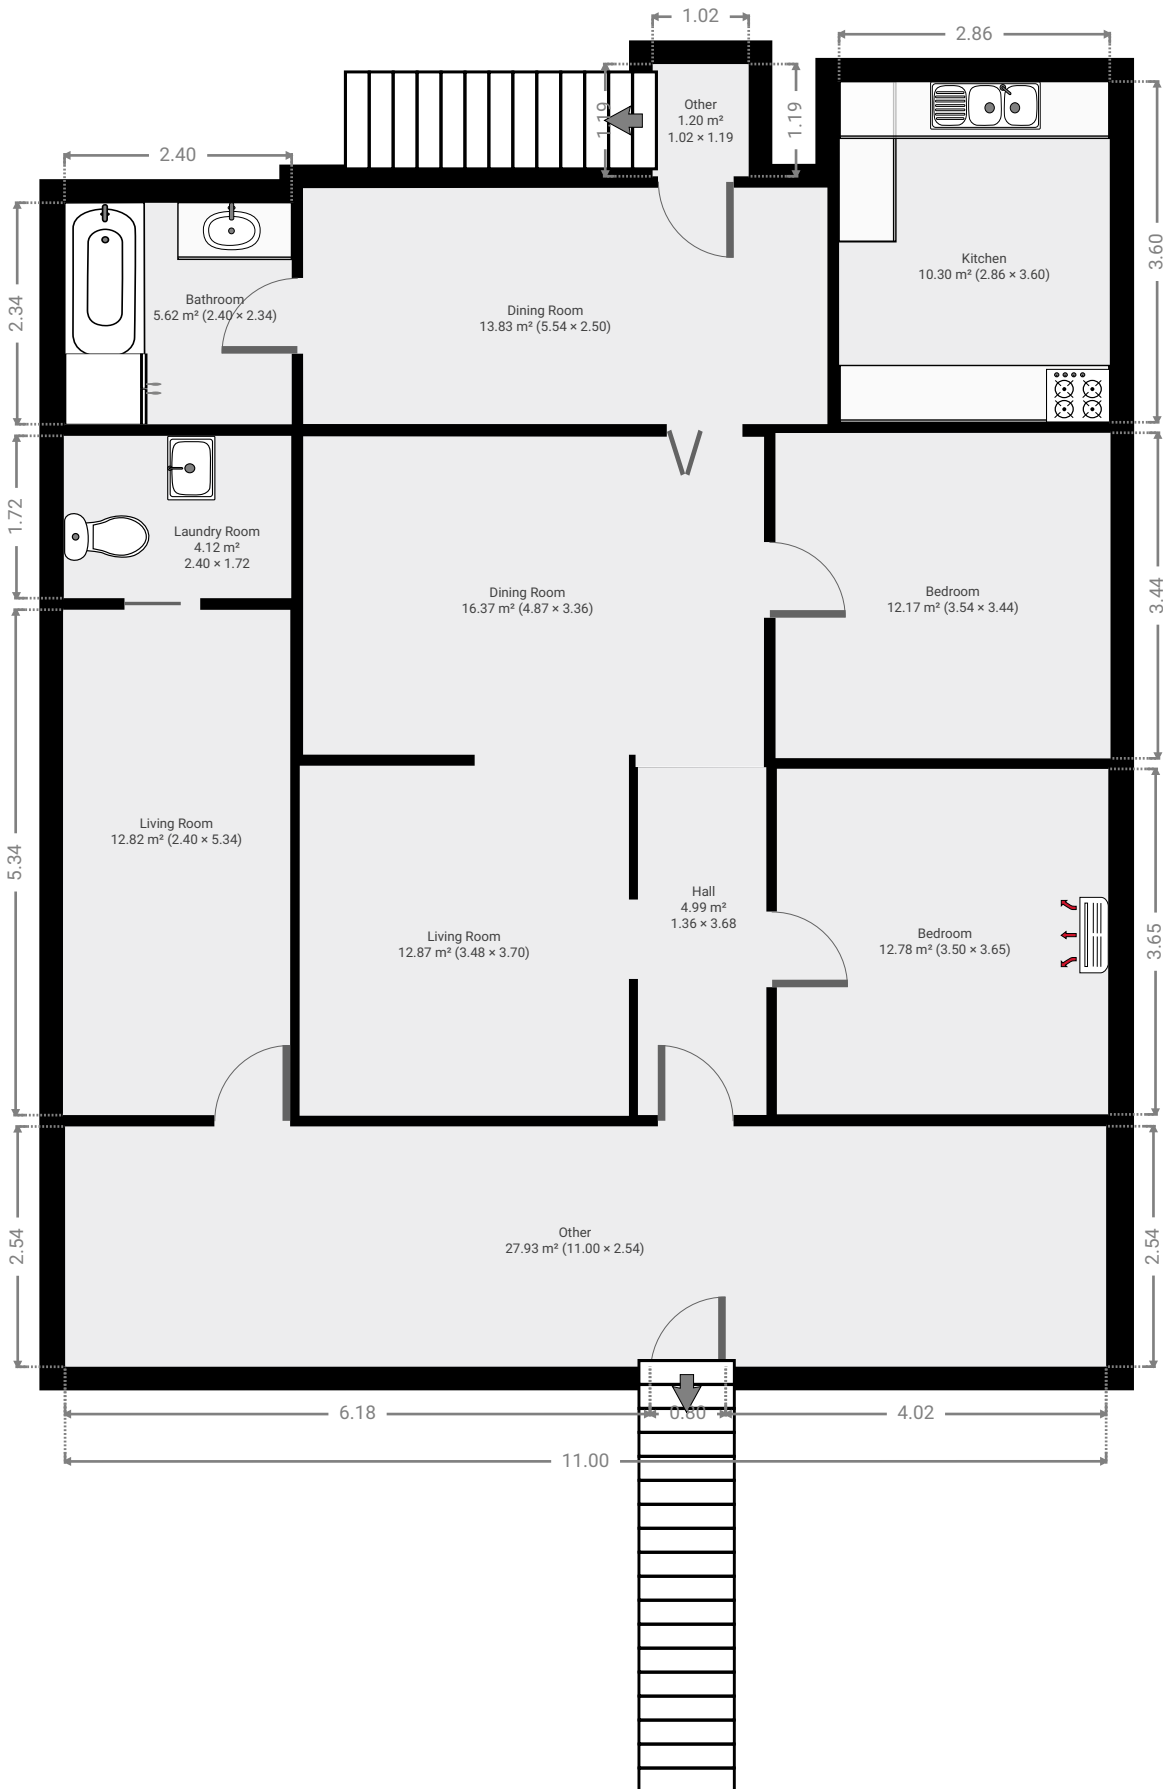 1.02
2.86
1.19
Other
1.20 m²
1.02 × 1.19
1.19
2.40
2.34
Bathroom
5.62 m² (2.40 × 2.34)
Dining Room
13.83 m² (5.54 × 2.50)
Kitchen
10.30 m² (2.86 × 3.60)
3.60
1.72
Laundry Room
4.12 m²
2.40 × 1.72
Dining Room
16.37 m² (4.87 × 3.36)
Bedroom
12.17 m² (3.54 × 3.44)
3.44
5.34
Living Room
12.82 m² (2.40 × 5.34)
Living Room
12.87 m² (3.48 × 3.70)
Hall
4.99 m²
1.36 × 3.68
Bedroom
12.78 m² (3.50 × 3.65)
3.65
2.54
Other
27.93 m² (11.00 × 2.54)
2.54
6.18
0.80
4.02
11.00